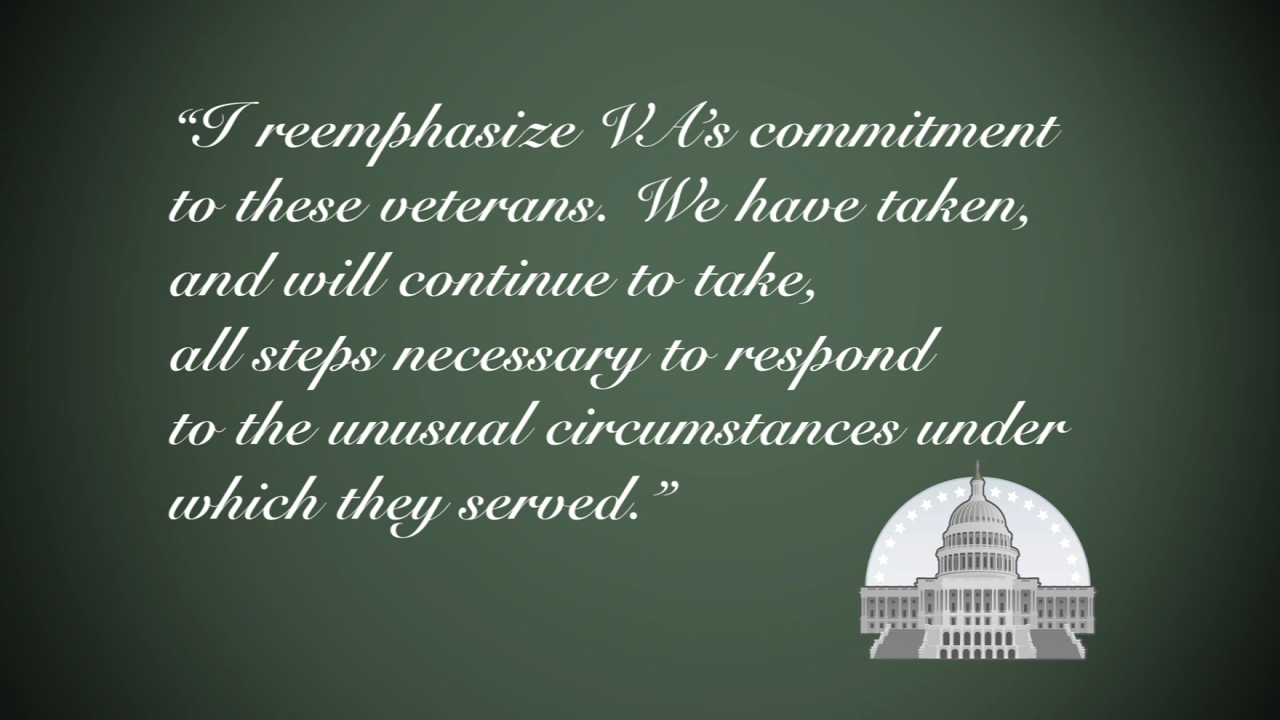 “I reemphasize VA’s commitment
to these veterans. We have taken,
and will continue to take,
all steps necessary to respond
to the unusual circumstances under
which they served.”